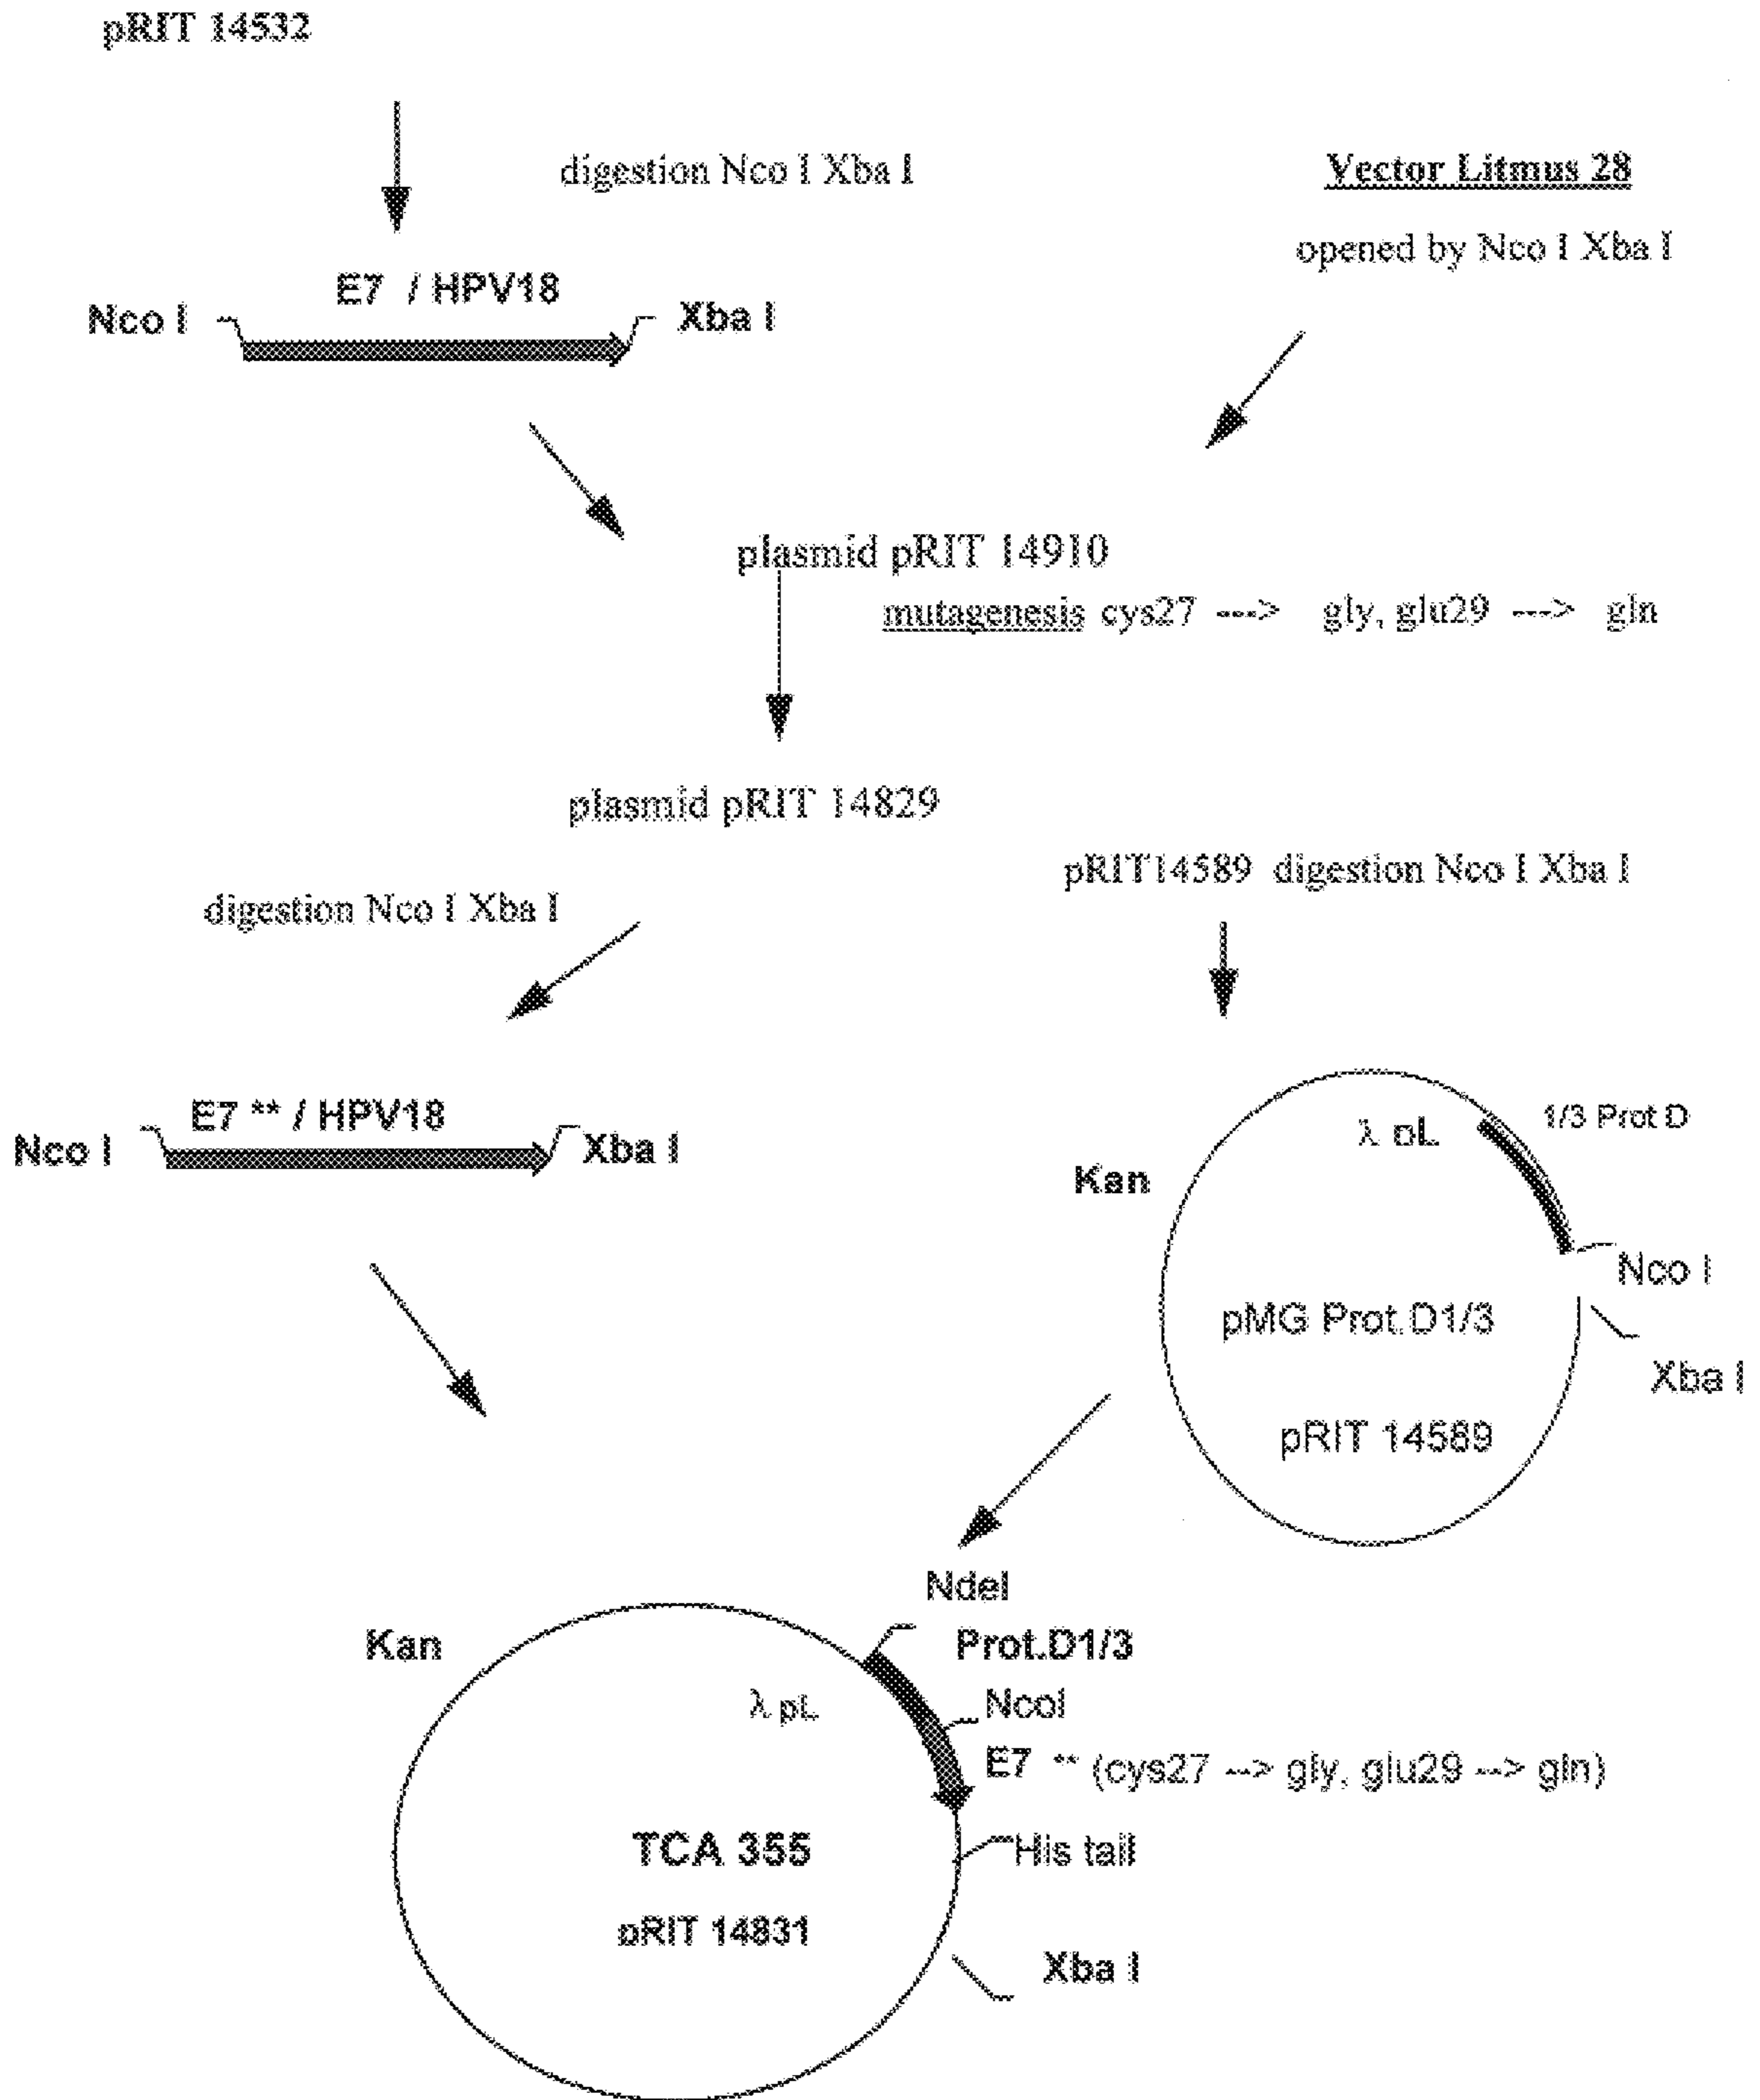 pRIT 14532
digestion Nco I Xba I
Vector Litmus 28
opened by Nco I Xba I
E7 / HPV18
Nco I
Xba I
plasmid pRIT 14910
mutagenesis cys27 ---> gly, glu29 ---> gln
plasmid pRIT 14829
pRIT14589 digestion Nco I Xba I
digestion Nco I Xba I
E7 ** / HPV18
Nco I
Xba I
λ pL
1/3 Prot D
Kan
Nco I
pMG Prot.D1/3
Xba I
pRIT 14589
NdeI
Kan
Prot.D1/3
λ pL
NcoI
E7 ** (cys27 --> gly, glu29 --> gln)
TCA 355
His tail
pRIT 14831
Xba I